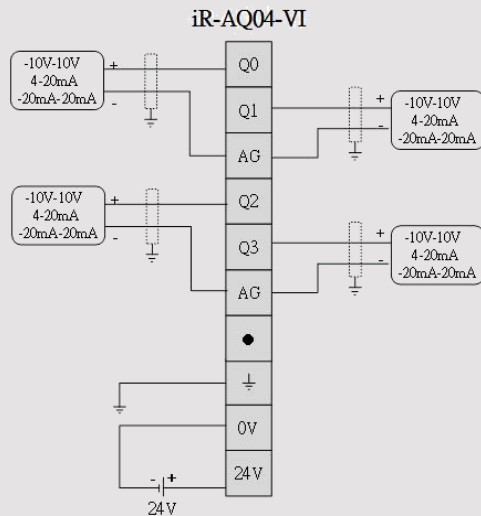 iR-AQ04-VI
-10V-10V
4-20mA
-20mA-20mA
+
-
Q0
Q1
+
-
-10V-10V
4-20mA
-20mA-20mA
AG
-10V-10V
4-20mA
-20mA-20mA
+
-
Q2
Q3
+
-
-10V-10V
4-20mA
-20mA-20mA
AG
0V
24V
- +
24V